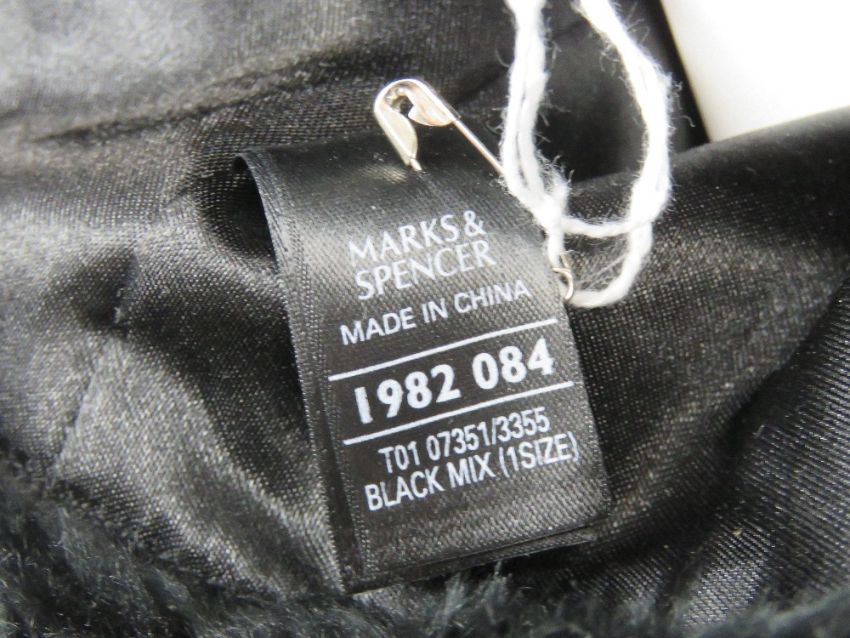 MARKS &
SPENCER
MADE IN CHINA
1982 084
T01 07351/3355
BLACK MIX (1SIZE)